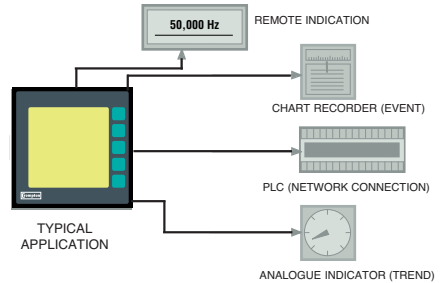 50,000 Hz
REMOTE INDICATION
CHART RECORDER (EVENT)
PLC (NETWORK CONNECTION)
TYPICAL
APPLICATION
ANALOGUE INDICATOR (TREND)